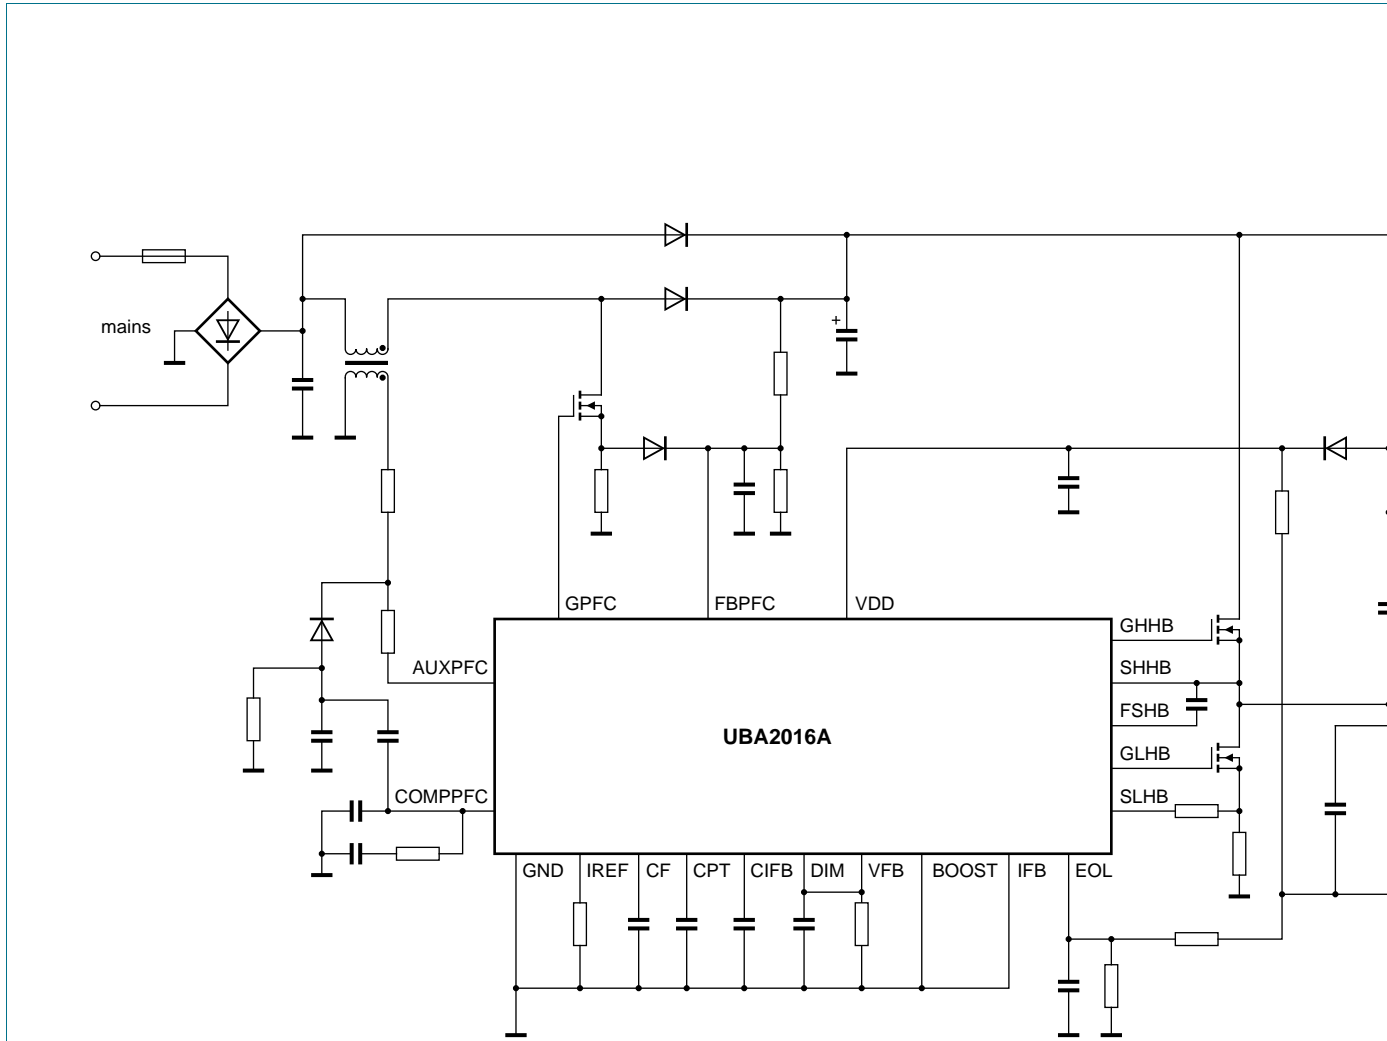 mains
+
GPFC FBPFC VDD
GHHB
AUXPFC SHHB
FSHB
UBA2016A
GLHB
COMPPFC SLHB
GND IREF CF CPT CIFB DIM VFB BOOST IFB EOL